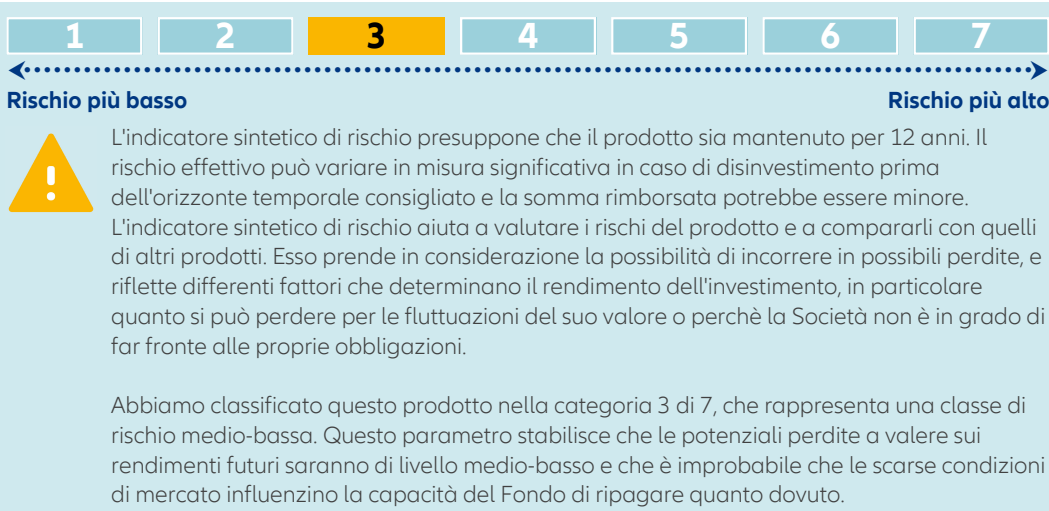 1 2 3 4 5 6 7
Rischio più basso Rischio più alto
L'indicatore sintetico di rischio presuppone che il prodotto sia mantenuto per 12 anni. Il
rischio effettivo può variare in misura significativa in caso di disinvestimento prima
dell'orizzonte temporale consigliato e la somma rimborsata potrebbe essere minore.
L'indicatore sintetico di rischio aiuta a valutare i rischi del prodotto e a compararli con quelli
di altri prodotti. Esso prende in considerazione la possibilità di incorrere in possibili perdite, e
riflette differenti fattori che determinano il rendimento dell'investimento, in particolare
quanto si può perdere per le fluttuazioni del suo valore o perchè la Società non è in grado di
far fronte alle proprie obbligazioni.
Abbiamo classificato questo prodotto nella categoria 3 di 7, che rappresenta una classe di
rischio medio-bassa. Questo parametro stabilisce che le potenziali perdite a valere sui
rendimenti futuri saranno di livello medio-basso e che è improbabile che le scarse condizioni
di mercato influenzino la capacità del Fondo di ripagare quanto dovuto.